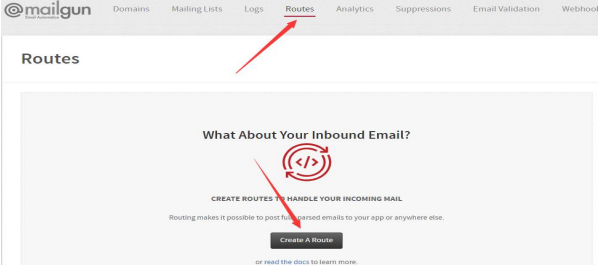 @mailgun Domains Mailing Lists Logs Routes Analytics Suppressions Email Validation Webhook
Email Automation
Routes
What About Your Inbound Email?
</>
CREATE ROUTES TO HANDLE YOUR INCOMING MAIL
Routing makes it possible to post fully parsed emails to your app or anywhere else.
Create A Route
or read the docs to learn more.